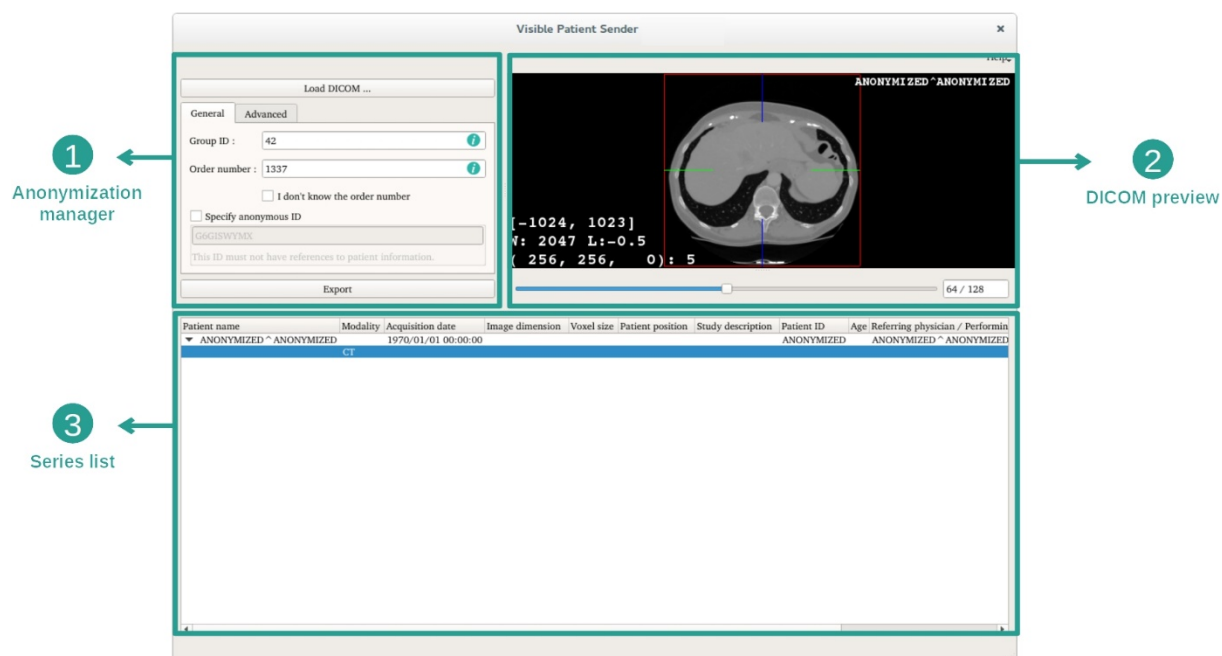 Visible Patient Sender
×
Help
Load DICOM ...
ANONYMIZED^ANONYMIZED
General
Advanced
Group ID :
42
i
1
Anonymization
manager
Order number :
1337
i
2
DICOM preview
I don't know the order number
Specify anonymous ID
G6GISWYMX
This ID must not have references to patient information.
[-1024, 1023]
W: 2047 L:-0.5
( 256, 256, 0): 5
Export
64 / 128
Patient name Modality Acquisition date Image dimension Voxel size Patient position Study description Patient ID Age Referring physician / Performin
ANONYMIZED ^ ANONYMIZED 1970/01/01 00:00:00 ANONYMIZED ANONYMIZED ^ ANONYMIZED
CT
3
Series list